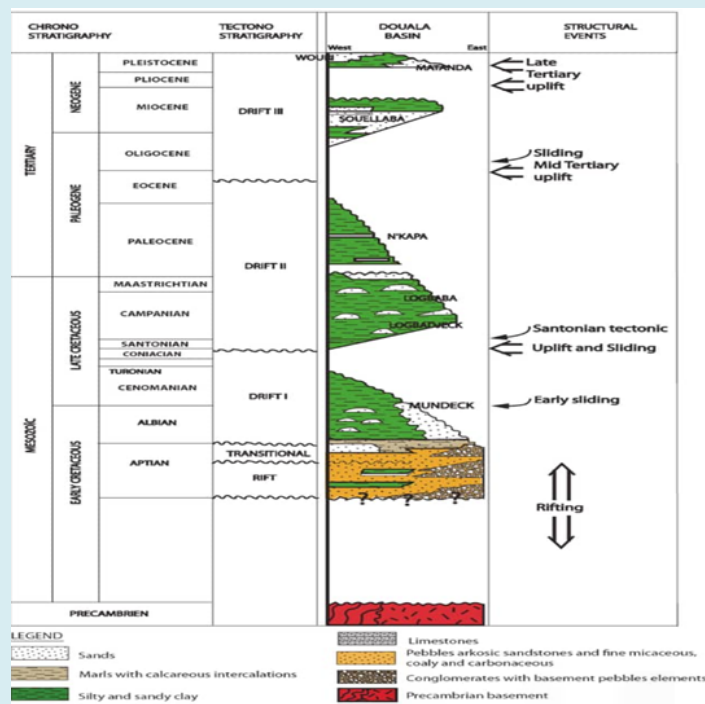 CHRONO
STRATIGRAPHY
TECTONO
STRATIGRAPHY
DOUALA
BASIN
STRUCTURAL
EVENTS
West
East
TERTIARY
NEOGENE
PLEISTOCENE
PLIOCENE
MIOCENE
PALEOGENE
OLIGOCENE
EOCENE
PALEOCENE
MESOZOÏC
LATE CRETACEOUS
MAASTRICHTIAN
CAMPANIAN
SANTONIAN
CONIACIAN
TURONIAN
CENOMANIAN
EARLY CRETACEOUS
ALBIAN
APTIAN
PRECAMBRIEN
DRIFT III
DRIFT II
DRIFT I
TRANSITIONAL
RIFT
WOURI
MATANDA
SOUELLABA
N'KAPA
LOGBABA
LOGBADJECK
MUNDECK
? ? ?
Late
Tertiary
uplift
Sliding
Mid Tertiary
uplift
Santonian tectonic
Uplift and Sliding
Early sliding
Rifting
LEGEND
Sands
Marls with calcareous intercalations
Silty and sandy clay
Limestones
Pebbles arkosic sandstones and fine micaceous,
coaly and carbonaceous
Conglomerates with basement pebbles elements
Precambrian basement